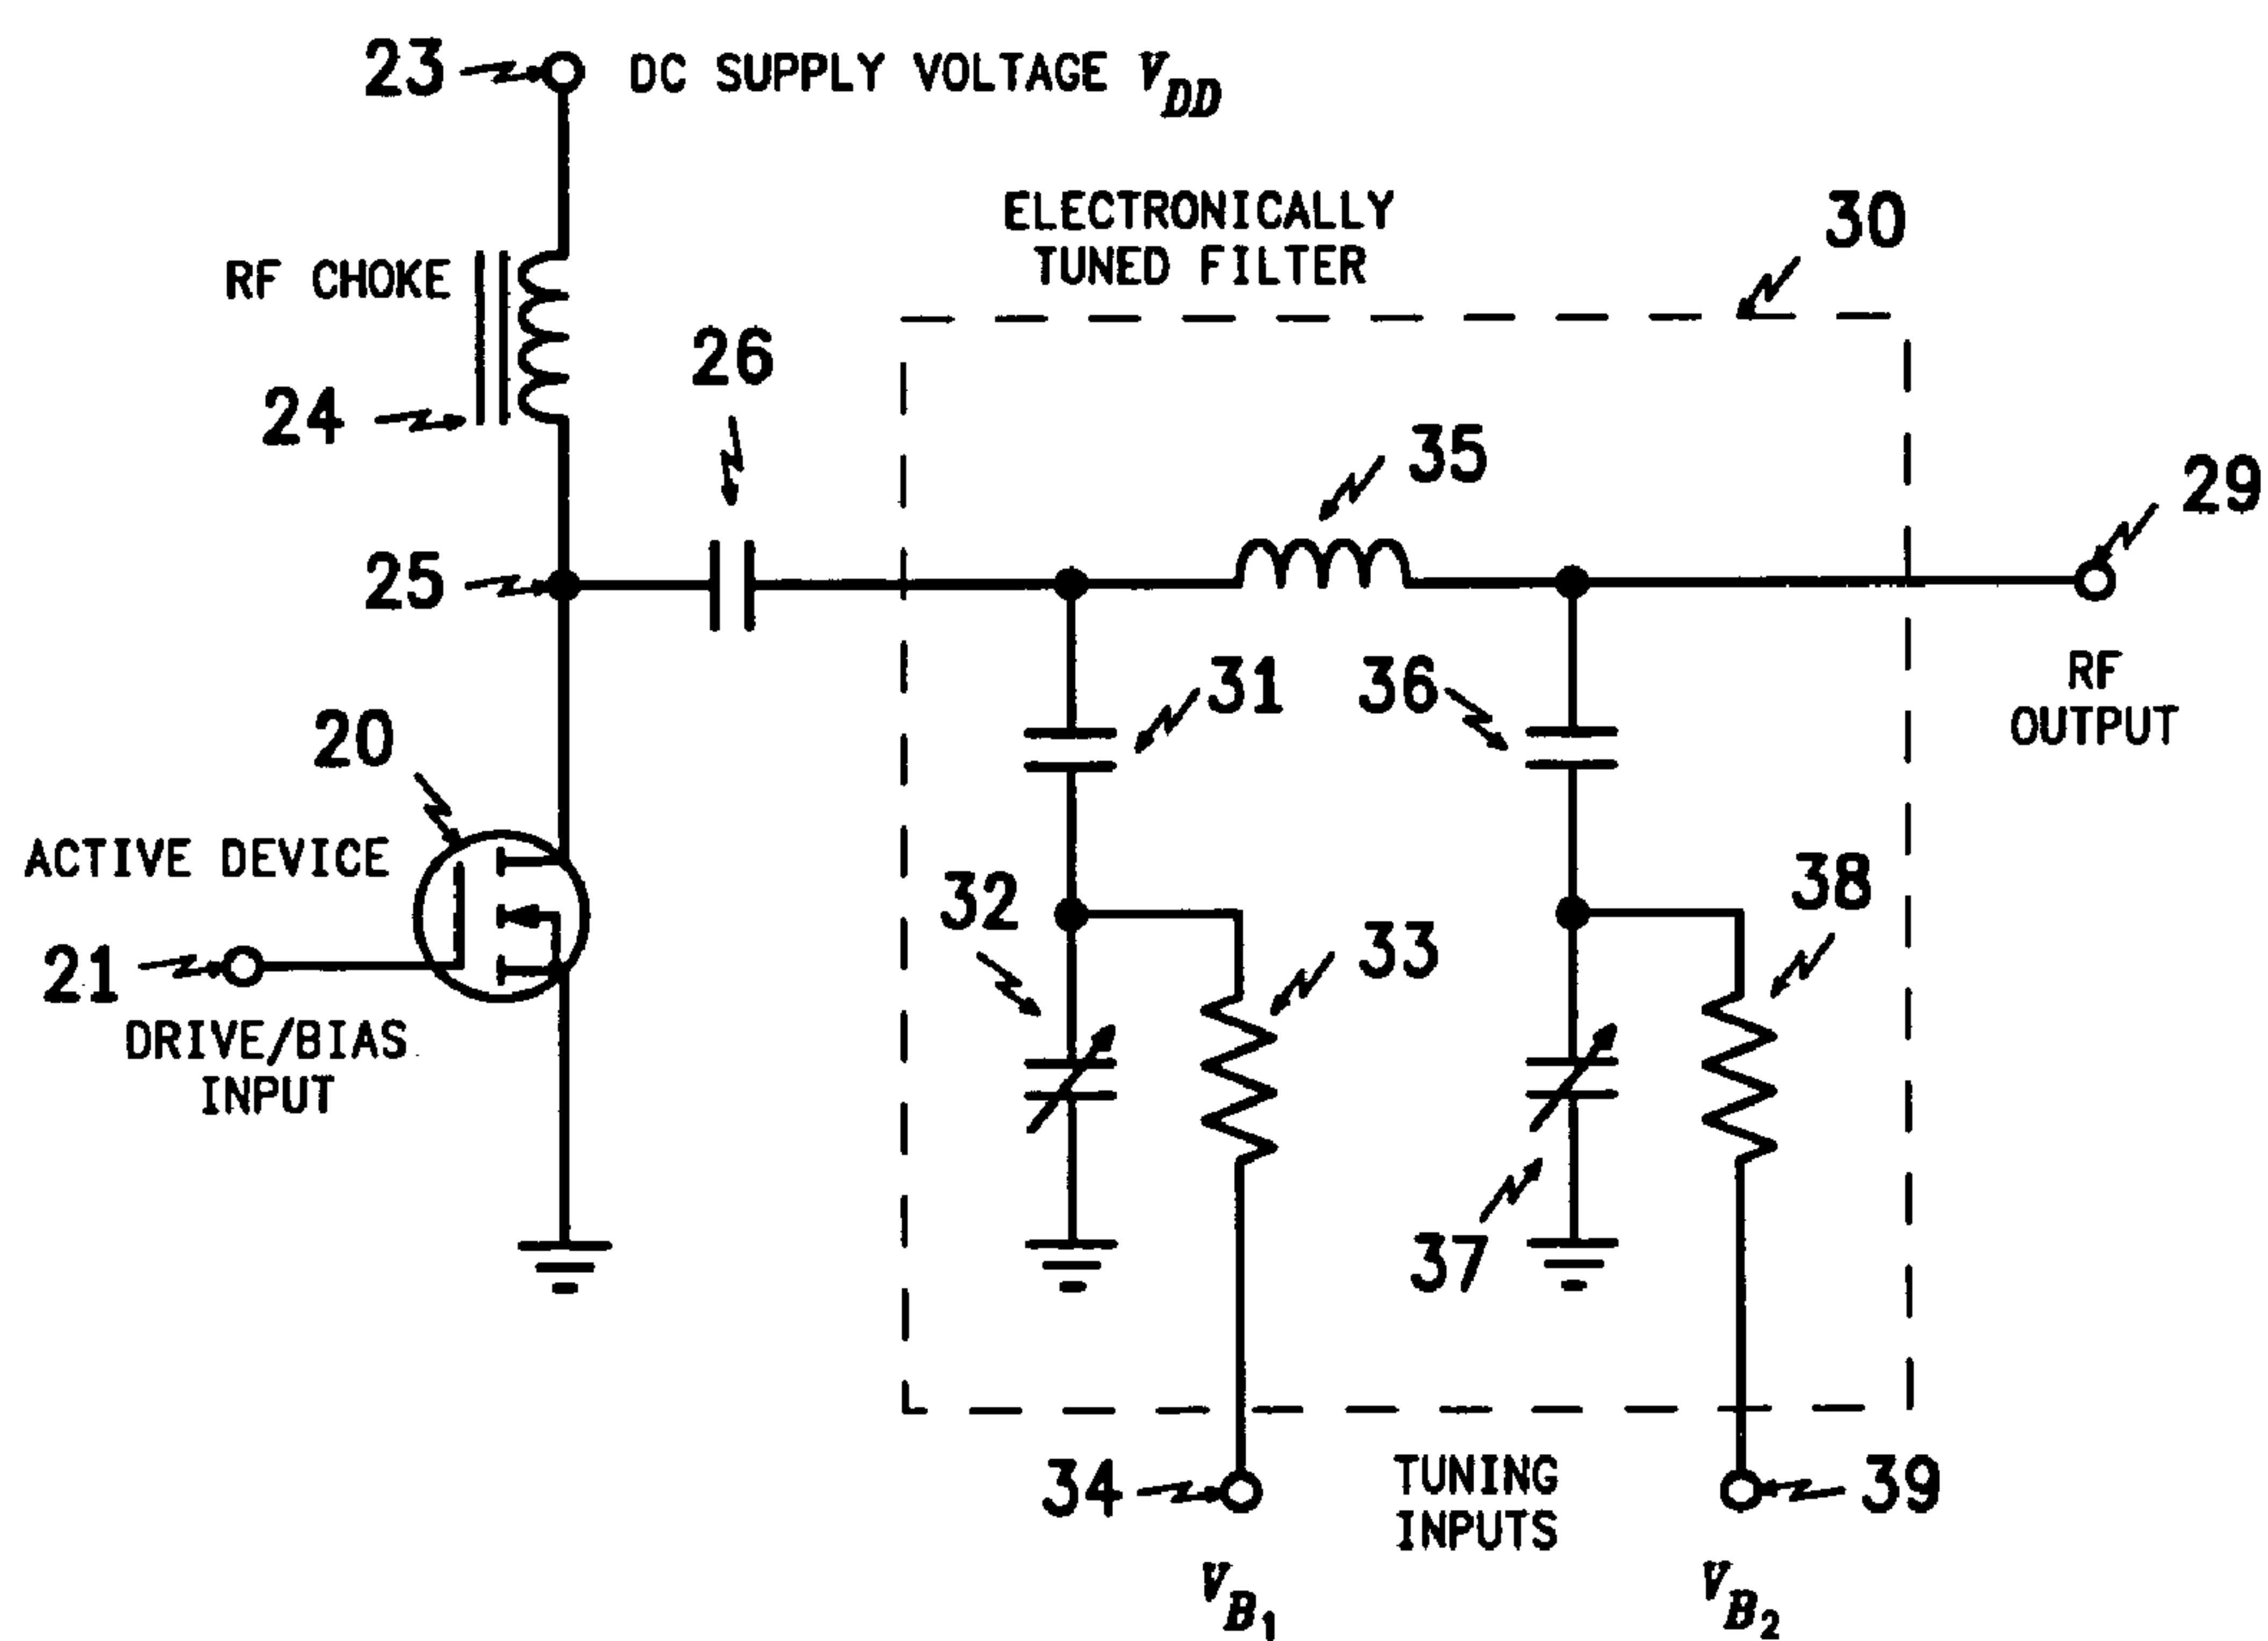 23
DC SUPPLY VOLTAGE V_DD
ELECTRONICALLY
TUNED FILTER
30
RF CHOKE
26
24
35
29
25
31
36
RF
OUTPUT
20
ACTIVE DEVICE
32
38
33
21
DRIVE/BIAS
INPUT
37
34
TUNING
INPUTS
39
V_B1
V_B2